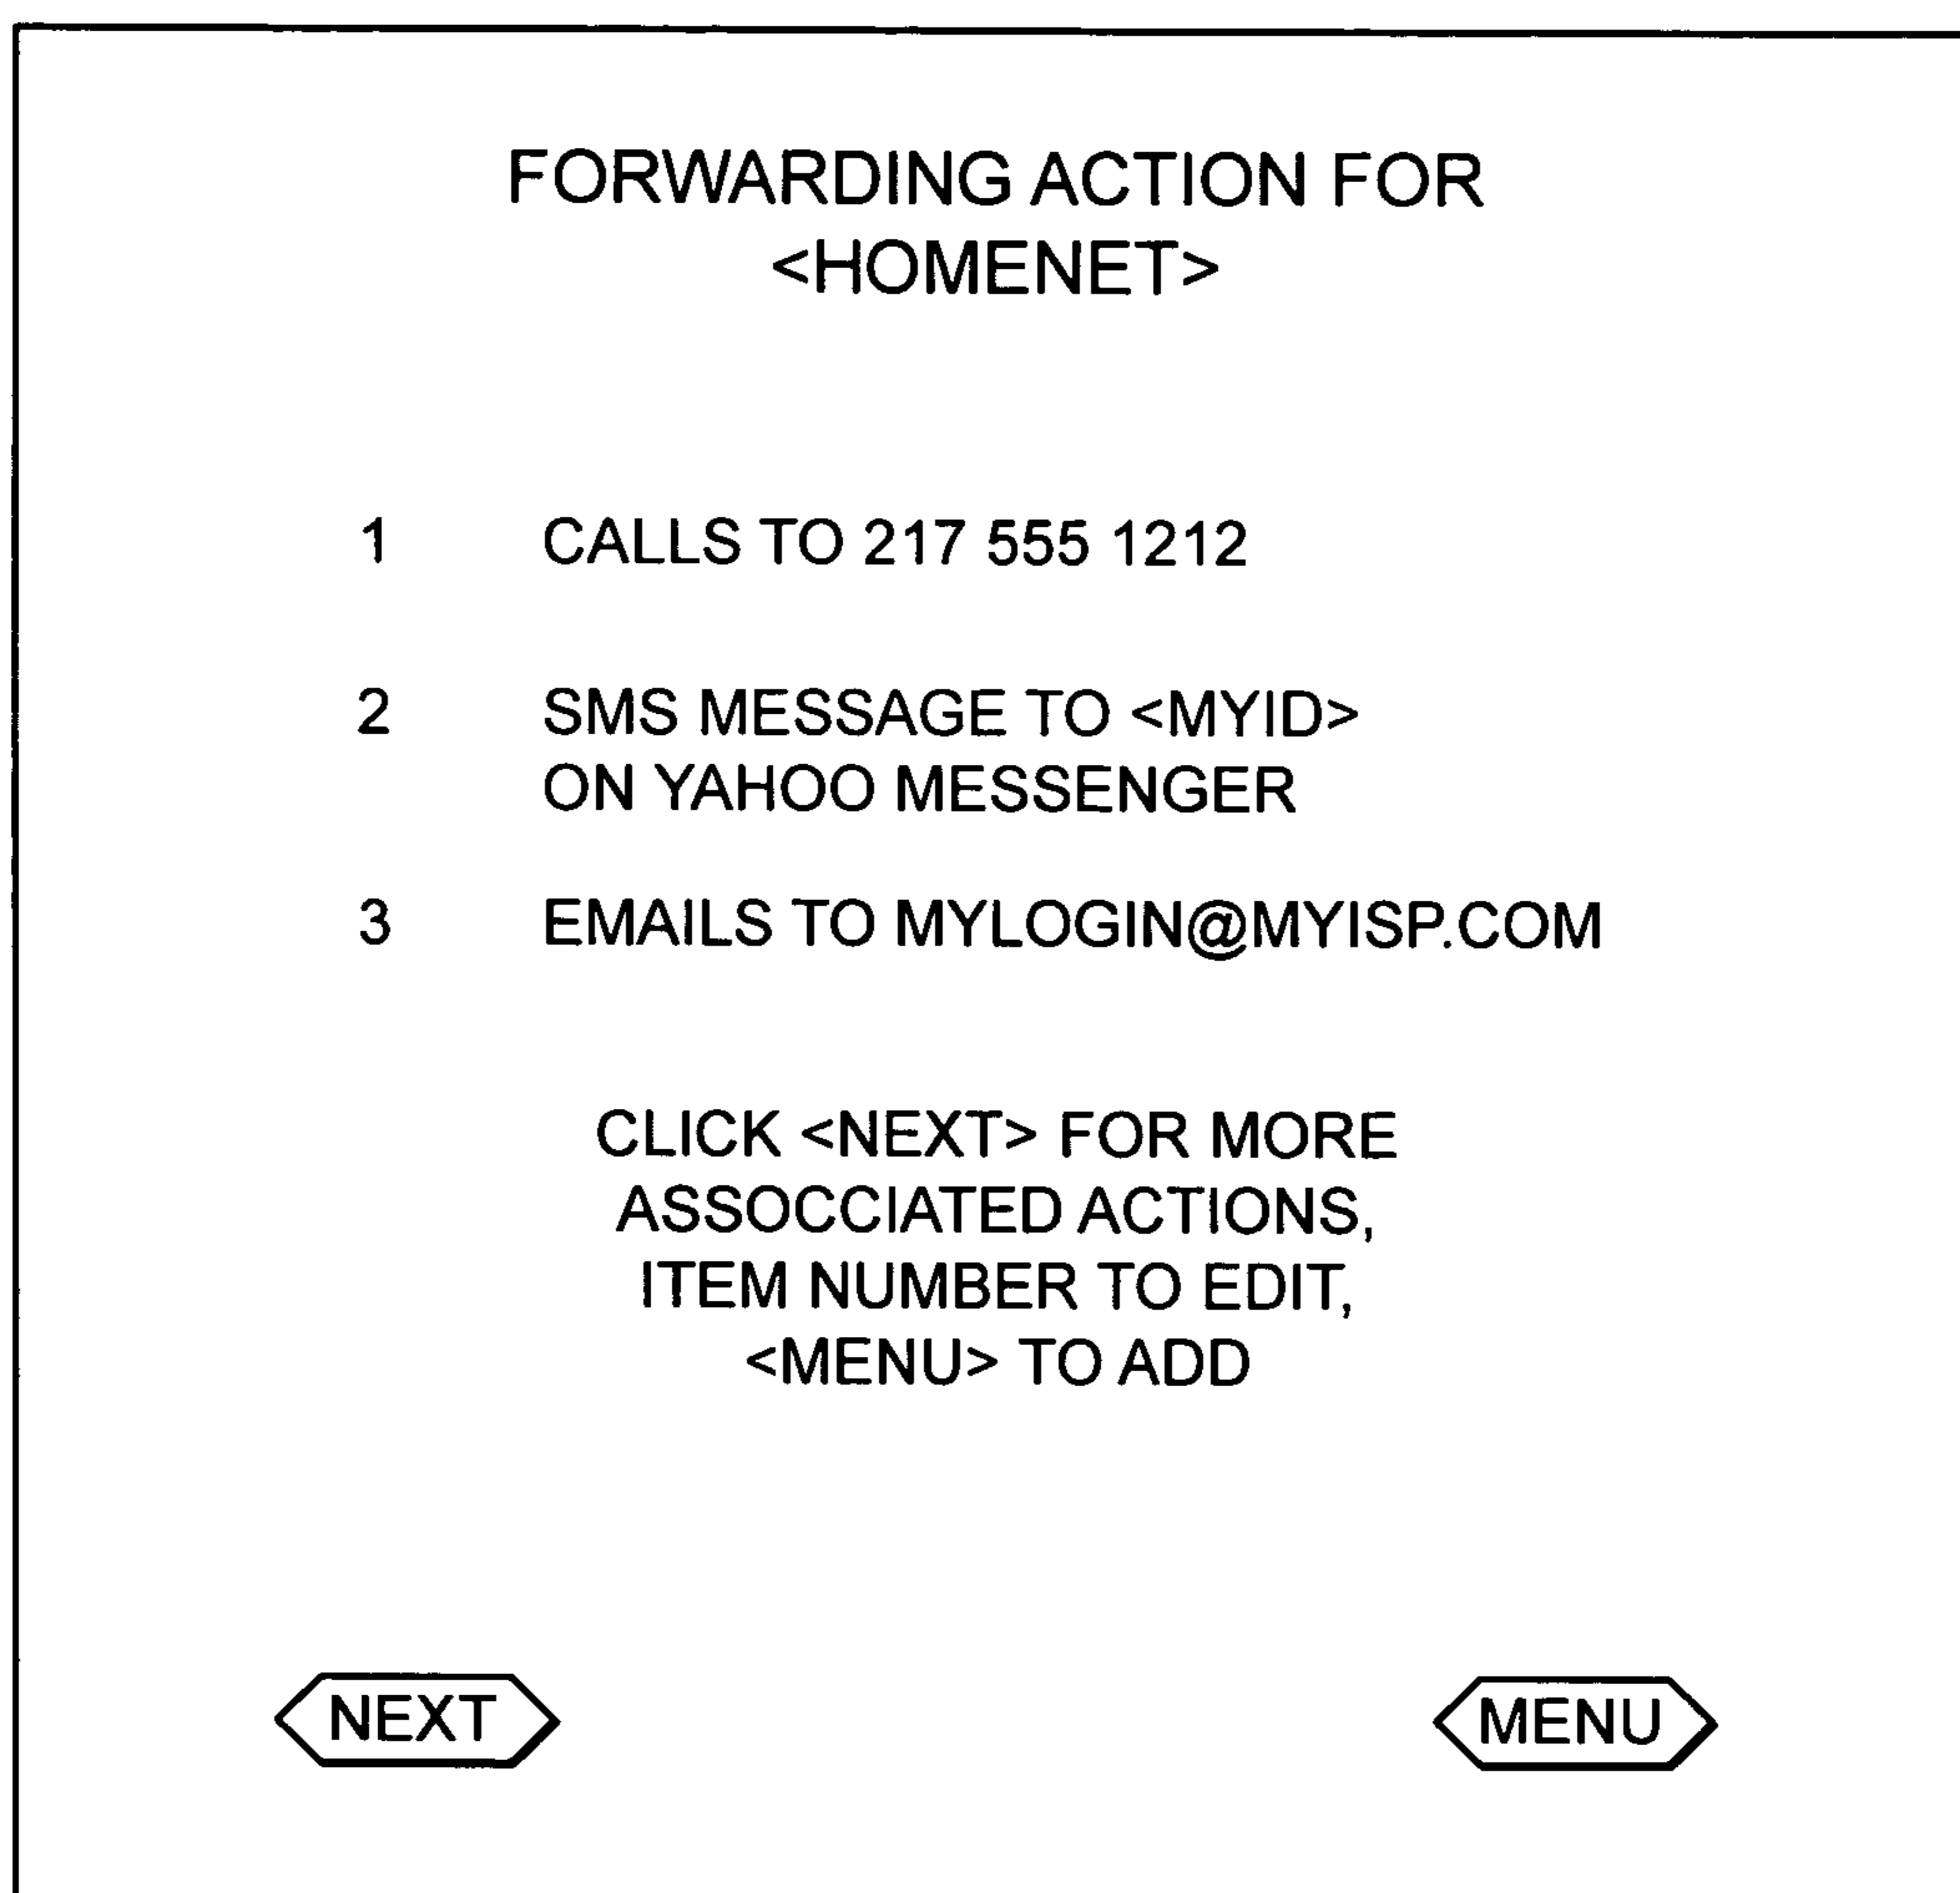 FORWARDING ACTION FOR
<HOMENET>
1 CALLS TO 217 555 1212
2 SMS MESSAGE TO <MYID>
ON YAHOO MESSENGER
3 EMAILS TO MYLOGIN@MYISP.COM
CLICK <NEXT> FOR MORE
ASSOCCIATED ACTIONS,
ITEM NUMBER TO EDIT,
<MENU> TO ADD
NEXT MENU